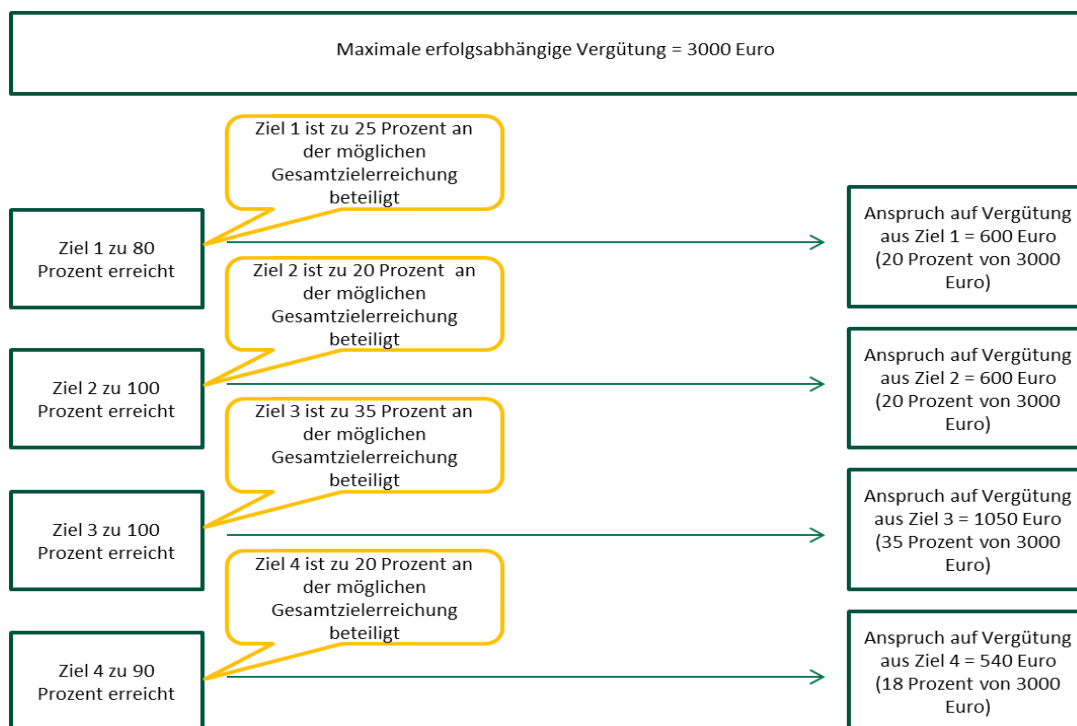 Maximale erfolgsabhängige Vergütung = 3000 Euro
Ziel 1 ist zu 25 Prozent an
der möglichen
Gesamtzielerreichung
beteiligt
Ziel 1 zu 80
Prozent erreicht
Anspruch auf Vergütung
aus Ziel 1 = 600 Euro
(20 Prozent von 3000
Euro)
Ziel 2 ist zu 20 Prozent an
der möglichen
Gesamtzielerreichung
beteiligt
Ziel 2 zu 100
Prozent erreicht
Anspruch auf Vergütung
aus Ziel 2 = 600 Euro
(20 Prozent von 3000
Euro)
Ziel 3 ist zu 35 Prozent an
der möglichen
Gesamtzielerreichung
beteiligt
Ziel 3 zu 100
Prozent erreicht
Anspruch auf Vergütung
aus Ziel 3 = 1050 Euro
(35 Prozent von 3000
Euro)
Ziel 4 ist zu 20 Prozent an
der möglichen
Gesamtzielerreichung
beteiligt
Ziel 4 zu 90
Prozent erreicht
Anspruch auf Vergütung
aus Ziel 4 = 540 Euro
(18 Prozent von 3000
Euro)